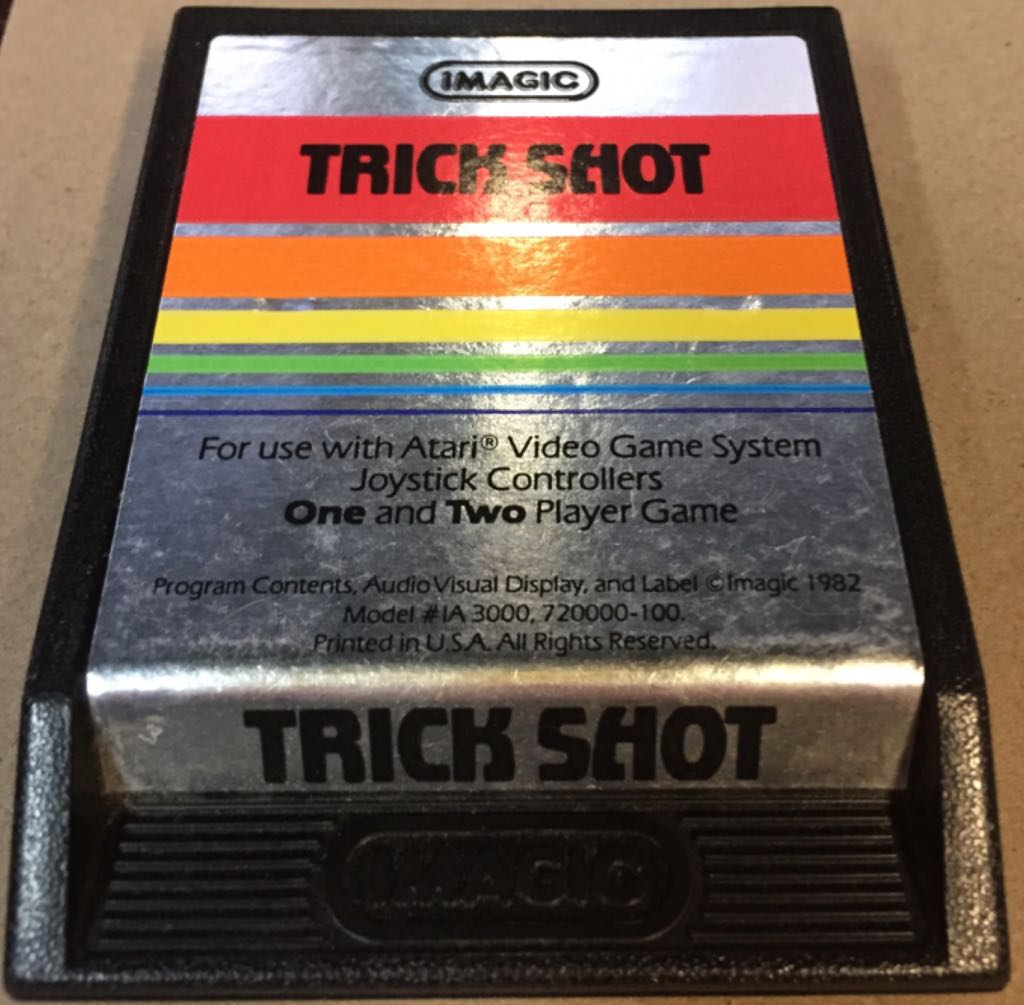 IMAGIC
TRICK SHOT
For use with Atari® Video Game System
Joystick Controllers
One and Two Player Game
Program Contents, Audio Visual Display, and Label © Imagic 1982
Model #IA 3000, 720000-100.
Printed in U.S.A. All Rights Reserved.
TRICK SHOT
IMAGIC